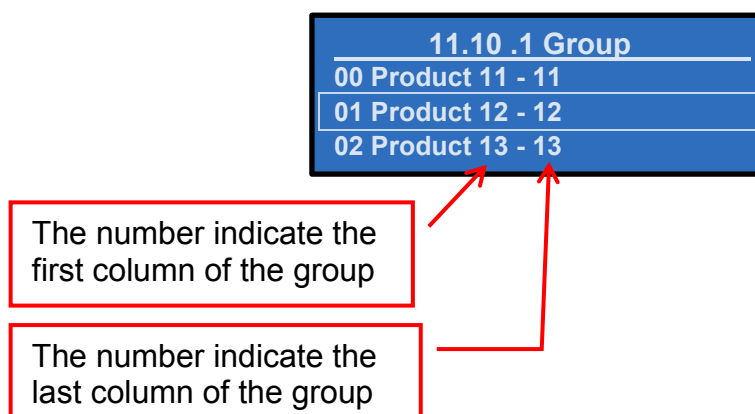 11.10 .1 Group
00 Product 11 - 11
01 Product 12 - 12
02 Product 13 - 13
The number indicate the
first column of the group
The number indicate the
last column of the group